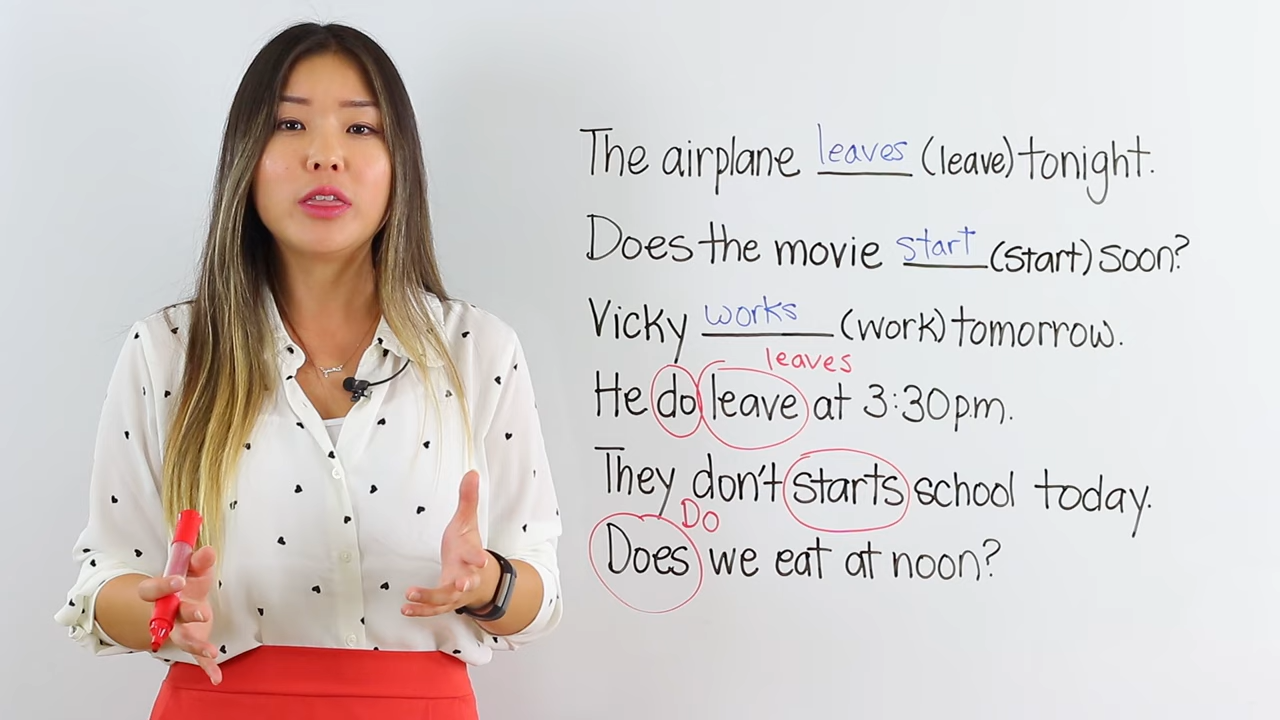 The airplane leaves (leave) tonight.
Does the movie start (start) soon?
Vicky works (work) tomorrow.
leaves
He do leave at 3:30p.m.
They don't starts school today.
Do
Does we eat at noon?